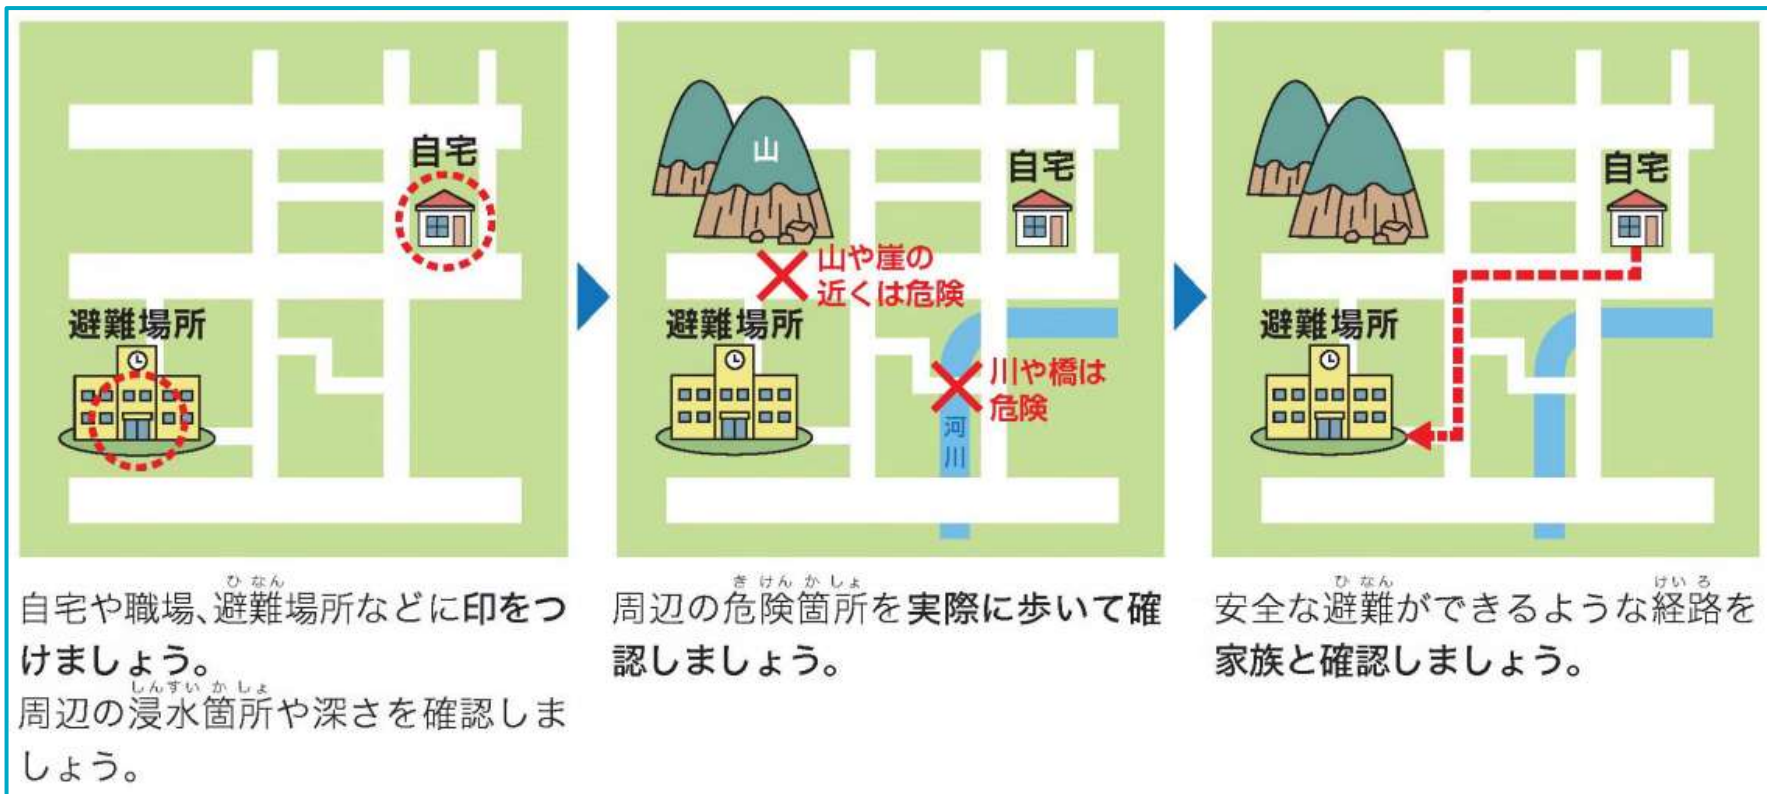 自宅
避難場所
自宅や職場、避難場所などに印をつ
けましょう。
周辺の浸水箇所や深さを確認しま
しょう。
ひなん
しんすいかしょ
山
自宅
山や崖の
近くは危険
避難場所
川や橋は
危険
河川
周辺の危険箇所を実際に歩いて確
認しましょう。
きけんかしょ
自宅
避難場所
安全な避難ができるような経路を
家族と確認しましょう。
ひなん
けいろ